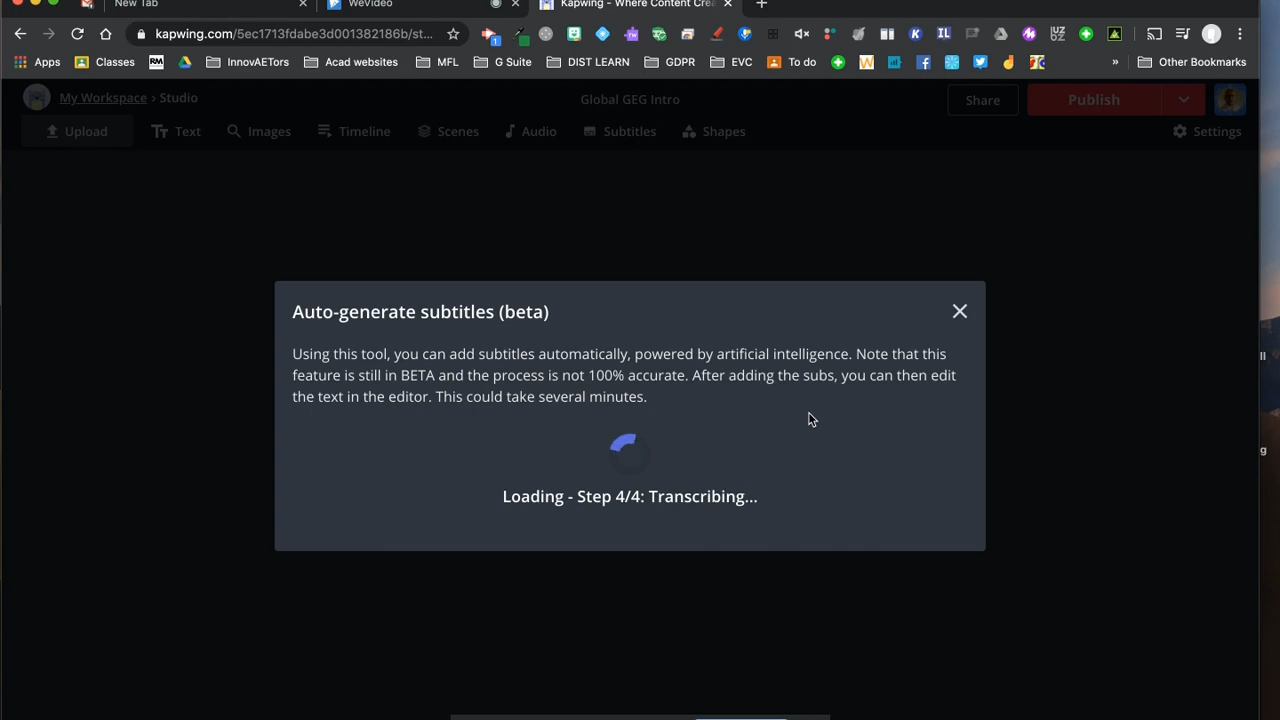 New Tab
WeVideo
Kapwing - Where Content Crea
kapwing.com/5ec1713fdabe3d001382186b/st...
Apps
Classes
RM
InnovAETors
Acad websites
MFL
G Suite
DIST LEARN
GDPR
EVC
To do
»
Other Bookmarks
My Workspace › Studio
Global GEG Intro
Share
Publish
Upload
Text
Images
Timeline
Scenes
Audio
Subtitles
Shapes
Settings
Auto-generate subtitles (beta)
Using this tool, you can add subtitles automatically, powered by artificial intelligence. Note that this
feature is still in BETA and the process is not 100% accurate. After adding the subs, you can then edit
the text in the editor. This could take several minutes.
Loading - Step 4/4: Transcribing...
ll
g